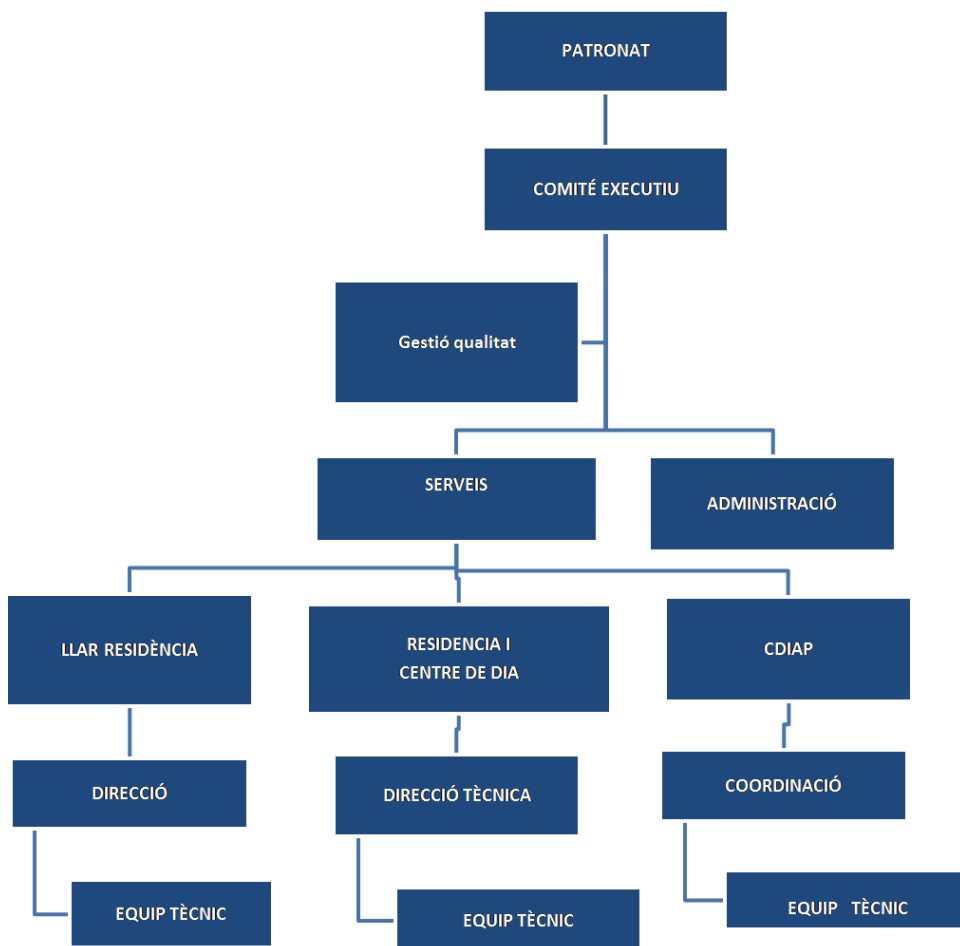 PATRONAT
COMITÉ EXECUTIU
Gestió qualitat
SERVEIS
ADMINISTRACIÓ
LLAR RESIDÈNCIA
RESIDENCIA I
CENTRE DE DIA
CDIAP
DIRECCIÓ
DIRECCIÓ TÈCNICA
COORDINACIÓ
EQUIP TÈCNIC
EQUIP TÈCNIC
EQUIP TÈCNIC